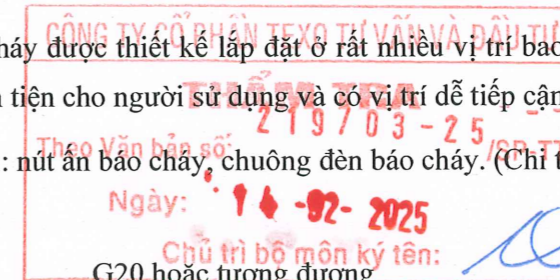 CÔNG TY CỔ PHẦN TEXO TƯ VẤN VÀ ĐẦU TƯ
háy được thiết kế lắp đặt ở rất nhiều vị trí bao
THẨM TRA
tiện cho người sử dụng và có vị trí dễ tiếp cận
219703-25
Theo Văn bản số: /SP-TT
: nút ấn báo cháy, chuông đèn báo cháy. (Chi t
Ngày: 14-02-2025
Chủ trì bộ môn ký tên:
G20 hoặc tương đương